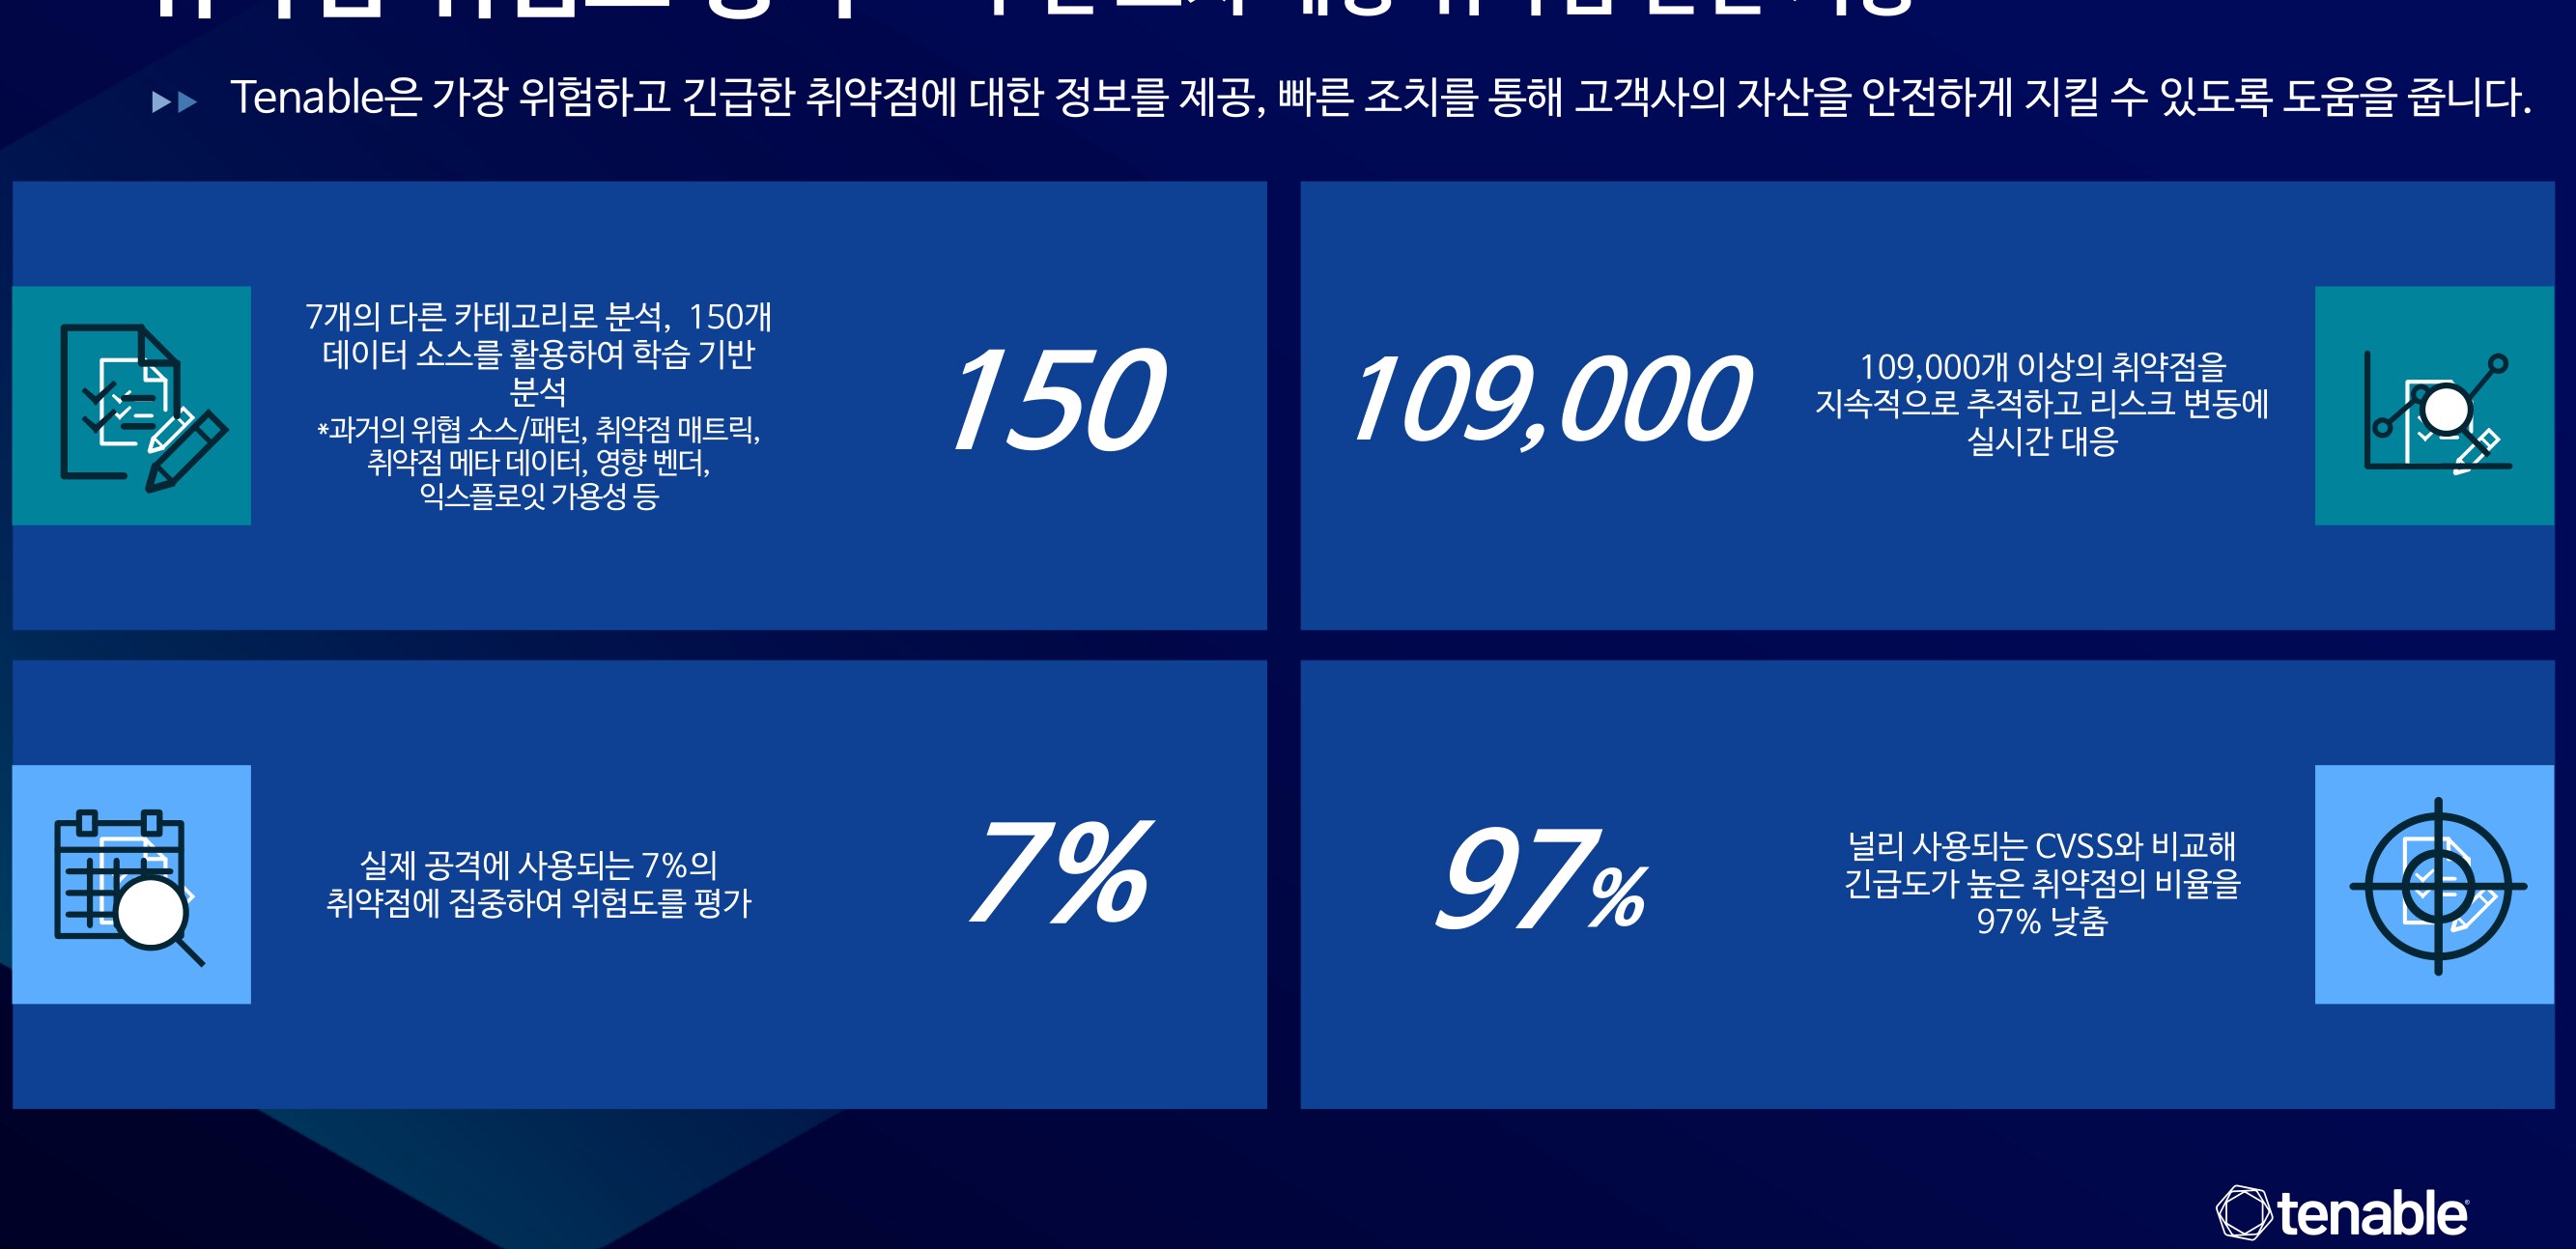 Tenable은 가장 위험하고 긴급한 취약점에 대한 정보를 제공, 빠른 조치를 통해 고객사의 자산을 안전하게 지킬 수 있도록 도움을 줍니다.
7개의 다른 카테고리로 분석, 150개
데이터 소스를 활용하여 학습 기반
분석
*과거의 위협 소스/패턴, 취약점 매트릭,
취약점 메타 데이터, 영향 벤더,
익스플로잇 가용성 등
150
109,000
109,000개 이상의 취약점을
지속적으로 추적하고 리스크 변동에
실시간 대응
실제 공격에 사용되는 7%의
취약점에 집중하여 위험도를 평가
7%
97%
널리 사용되는 CVSS와 비교해
긴급도가 높은 취약점의 비율을
97% 낮춤
tenable